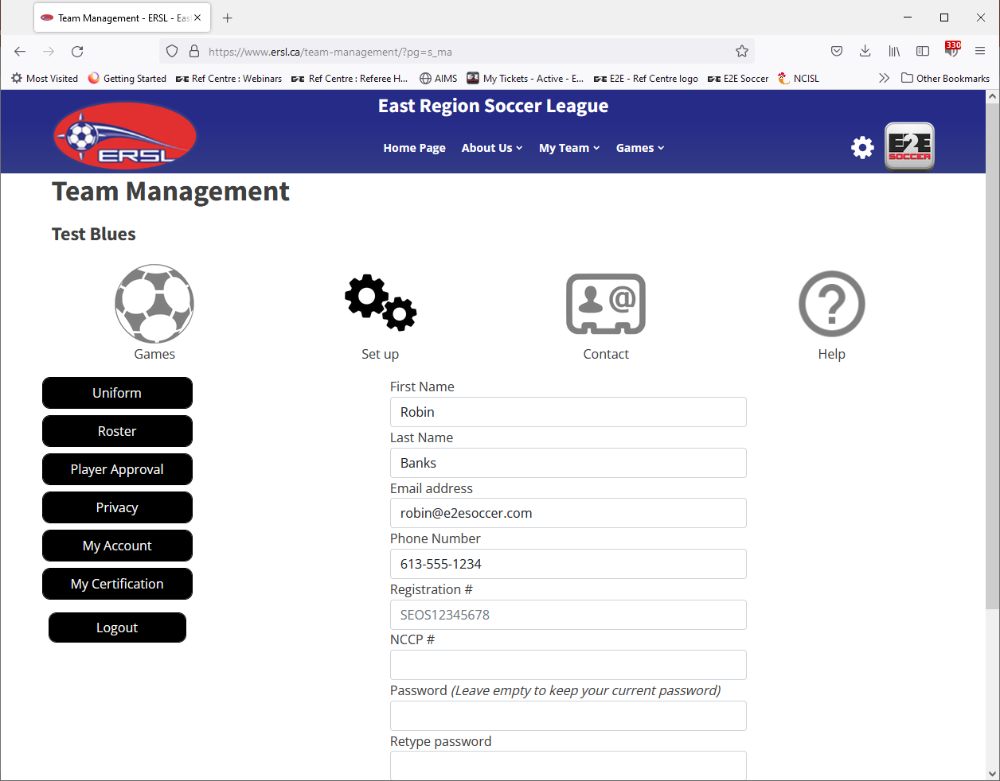 Team Management - ERSL - Eas
https://www.ersl.ca/team-management/?pg=s_ma
330
Most Visited
Getting Started
E2E Ref Centre : Webinars
E2E Ref Centre : Referee H...
AIMS
E2E My Tickets - Active - E...
E2E E2E - Ref Centre logo
E2E E2E Soccer
NCISL
Other Bookmarks
East Region Soccer League
ERSL
Home Page
About Us
My Team
Games
E2E
SOCCER
Team Management
Test Blues
Games
Set up
@
Contact
?
Help
Uniform
Roster
Player Approval
Privacy
My Account
My Certification
Logout
First Name
Robin
Last Name
Banks
Email address
robin@e2esoccer.com
Phone Number
613-555-1234
Registration #
SEOS12345678
NCCP #
Password (Leave empty to keep your current password)
Retype password